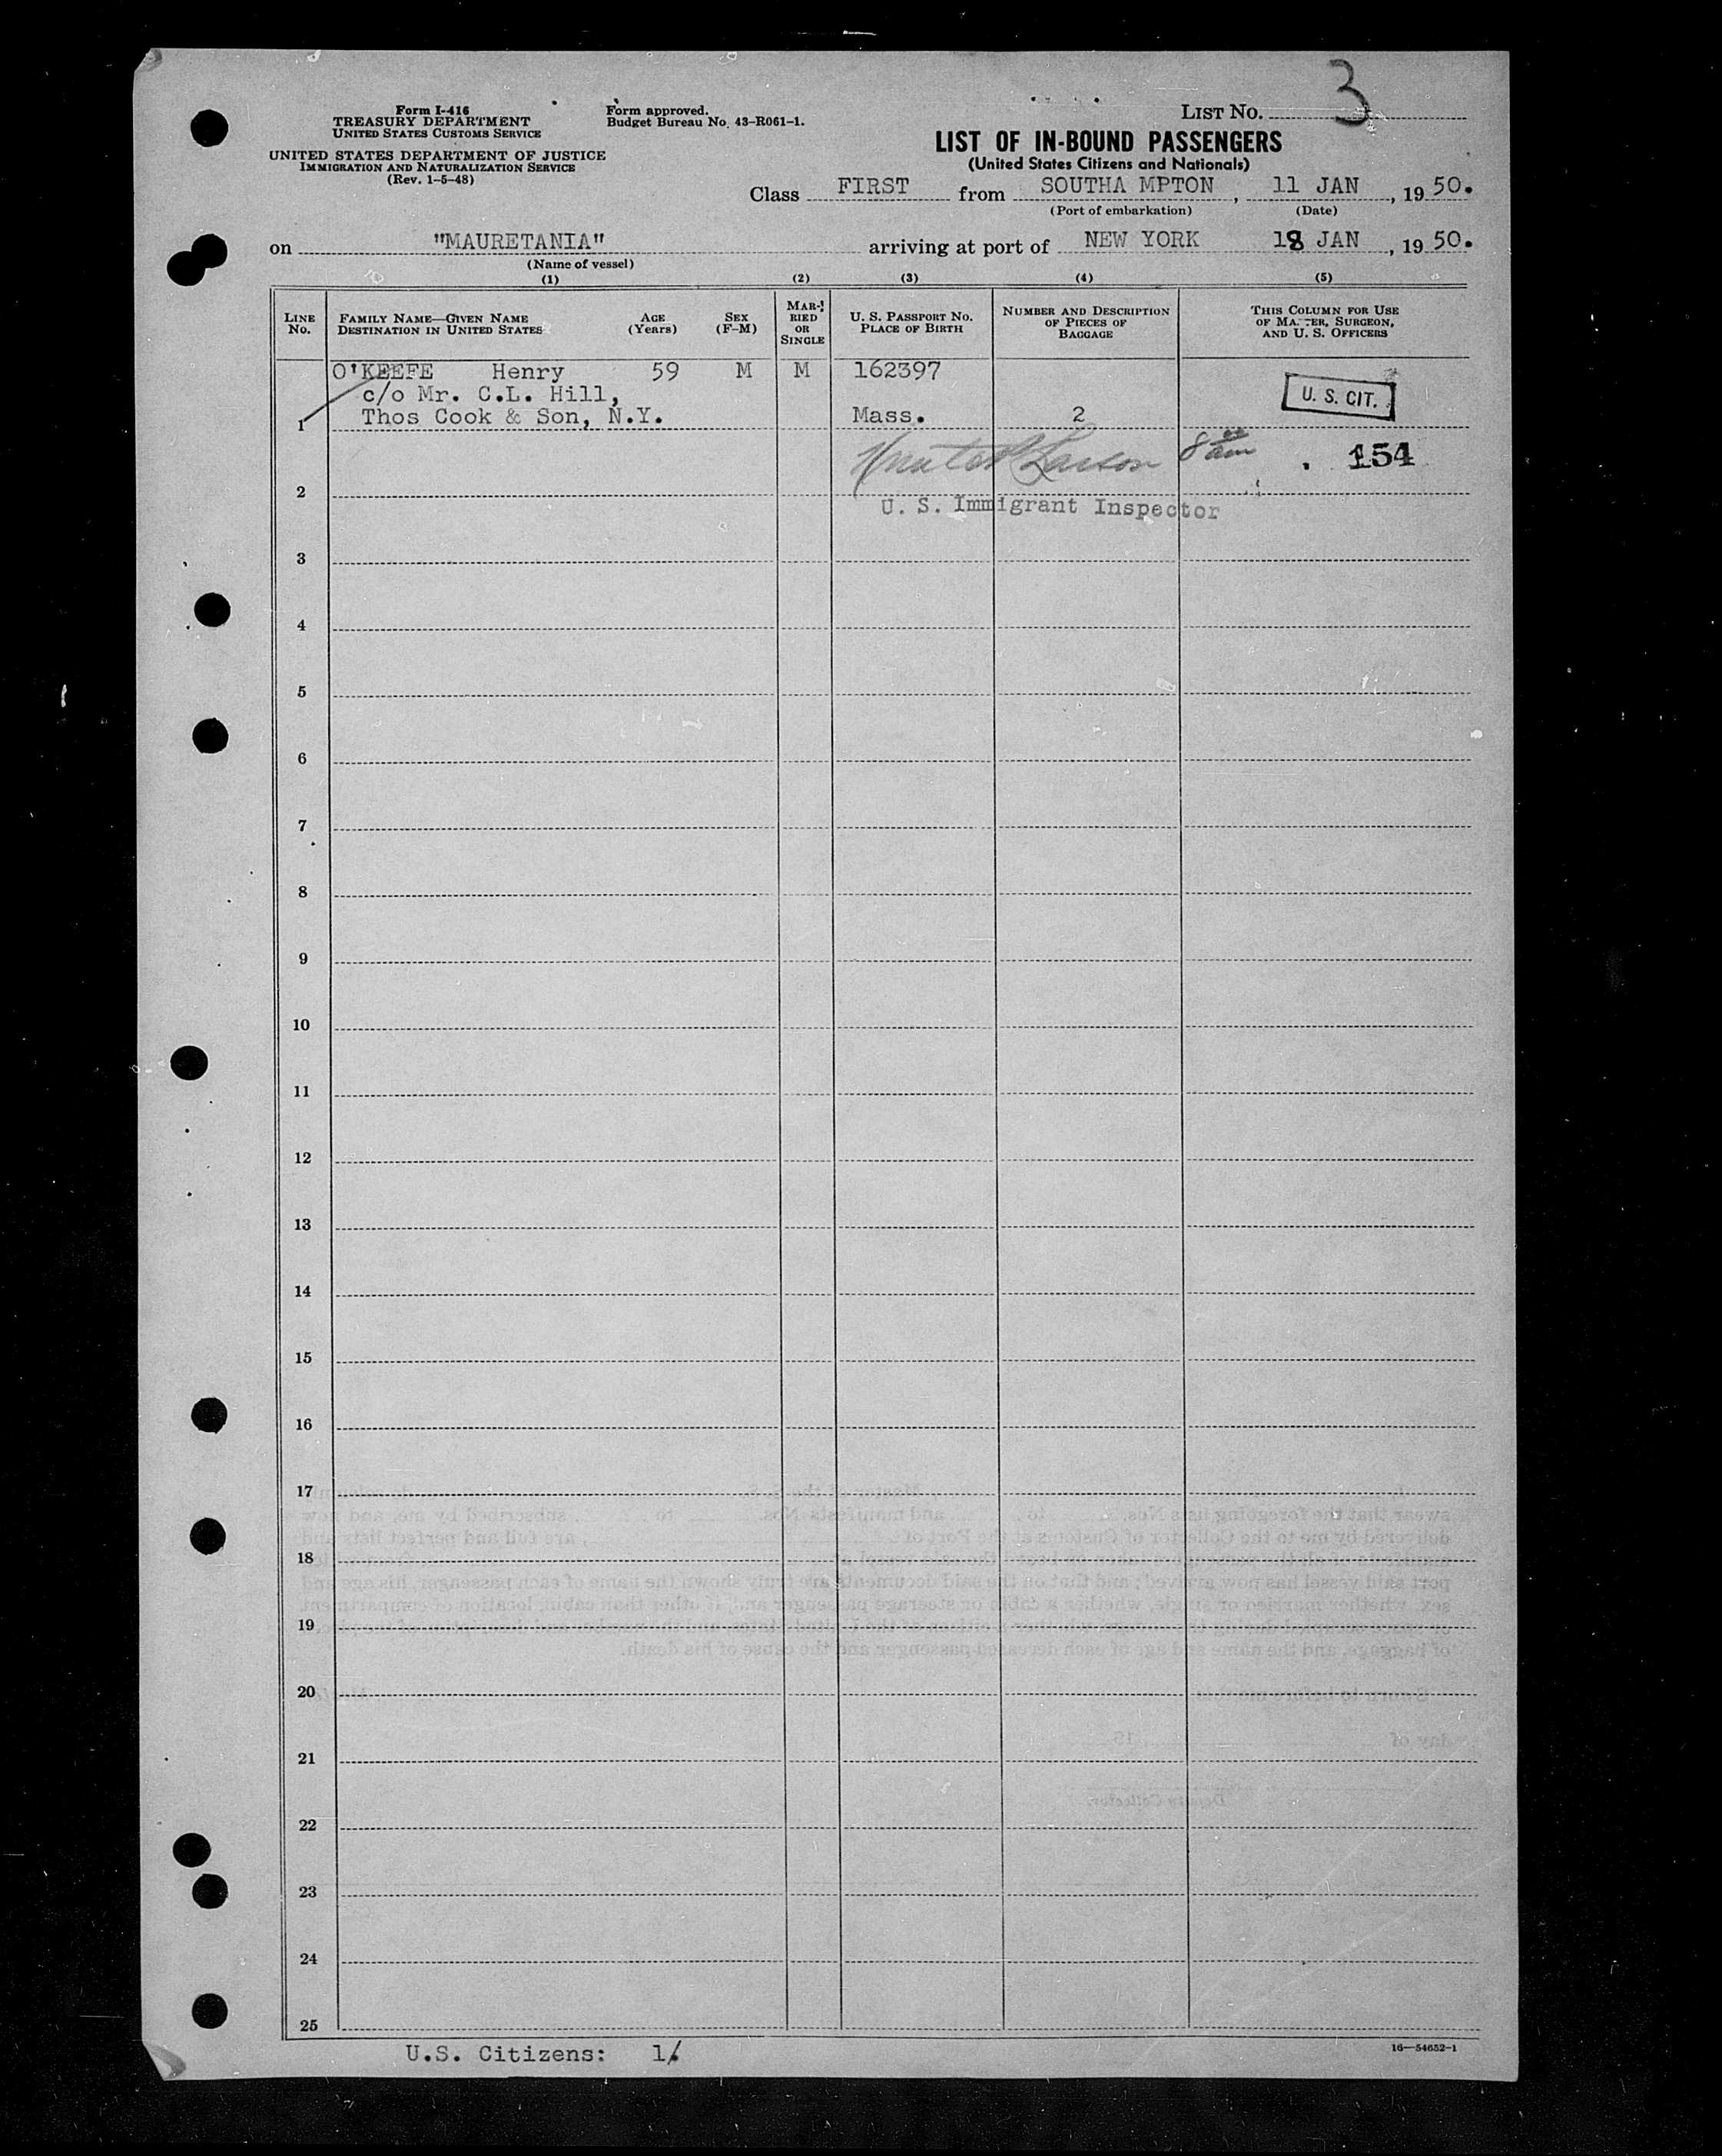 3
Form I-416
TREASURY DEPARTMENT
UNITED STATES CUSTOMS SERVICE
Form approved.
Budget Bureau No. 43-R061-1.
LIST NO.
UNITED STATES DEPARTMENT OF JUSTICE
IMMIGRATION AND NATURALIZATION SERVICE
(Rev. 1-5-48)
LIST OF IN-BOUND PASSENGERS
(United States Citizens and Nationals)
Class FIRST from SOUTHA MPTON, 11 JAN, 19 50.
(Port of embarkation) (Date)
on "MAURETANIA" arriving at port of NEW YORK 18 JAN, 19 50.
(Name of vessel)
(1) (2) (3) (4) (5)
LINE NO.
FAMILY NAME—GIVEN NAME
DESTINATION IN UNITED STATES
AGE (Years)
SEX (F-M)
MARRIED OR SINGLE
U. S. PASSPORT NO.
PLACE OF BIRTH
NUMBER AND DESCRIPTION
OF PIECES OF
BAGGAGE
THIS COLUMN FOR USE
OF MASTER, SURGEON,
AND U. S. OFFICERS
O'KEEFE Henry 59 M M 162397
c/o Mr. C.L. Hill,
U. S. CIT.
1 Thos Cook & Son, N.Y. Mass. 2
Larson 8 00 am . 154
2
U. S. Immigrant Inspector
3
4
5
6
7
8
9
10
11
12
13
14
15
16
17
18
19
20
21
22
23
24
25
U.S. Citizens: 1/.
16—54652-1